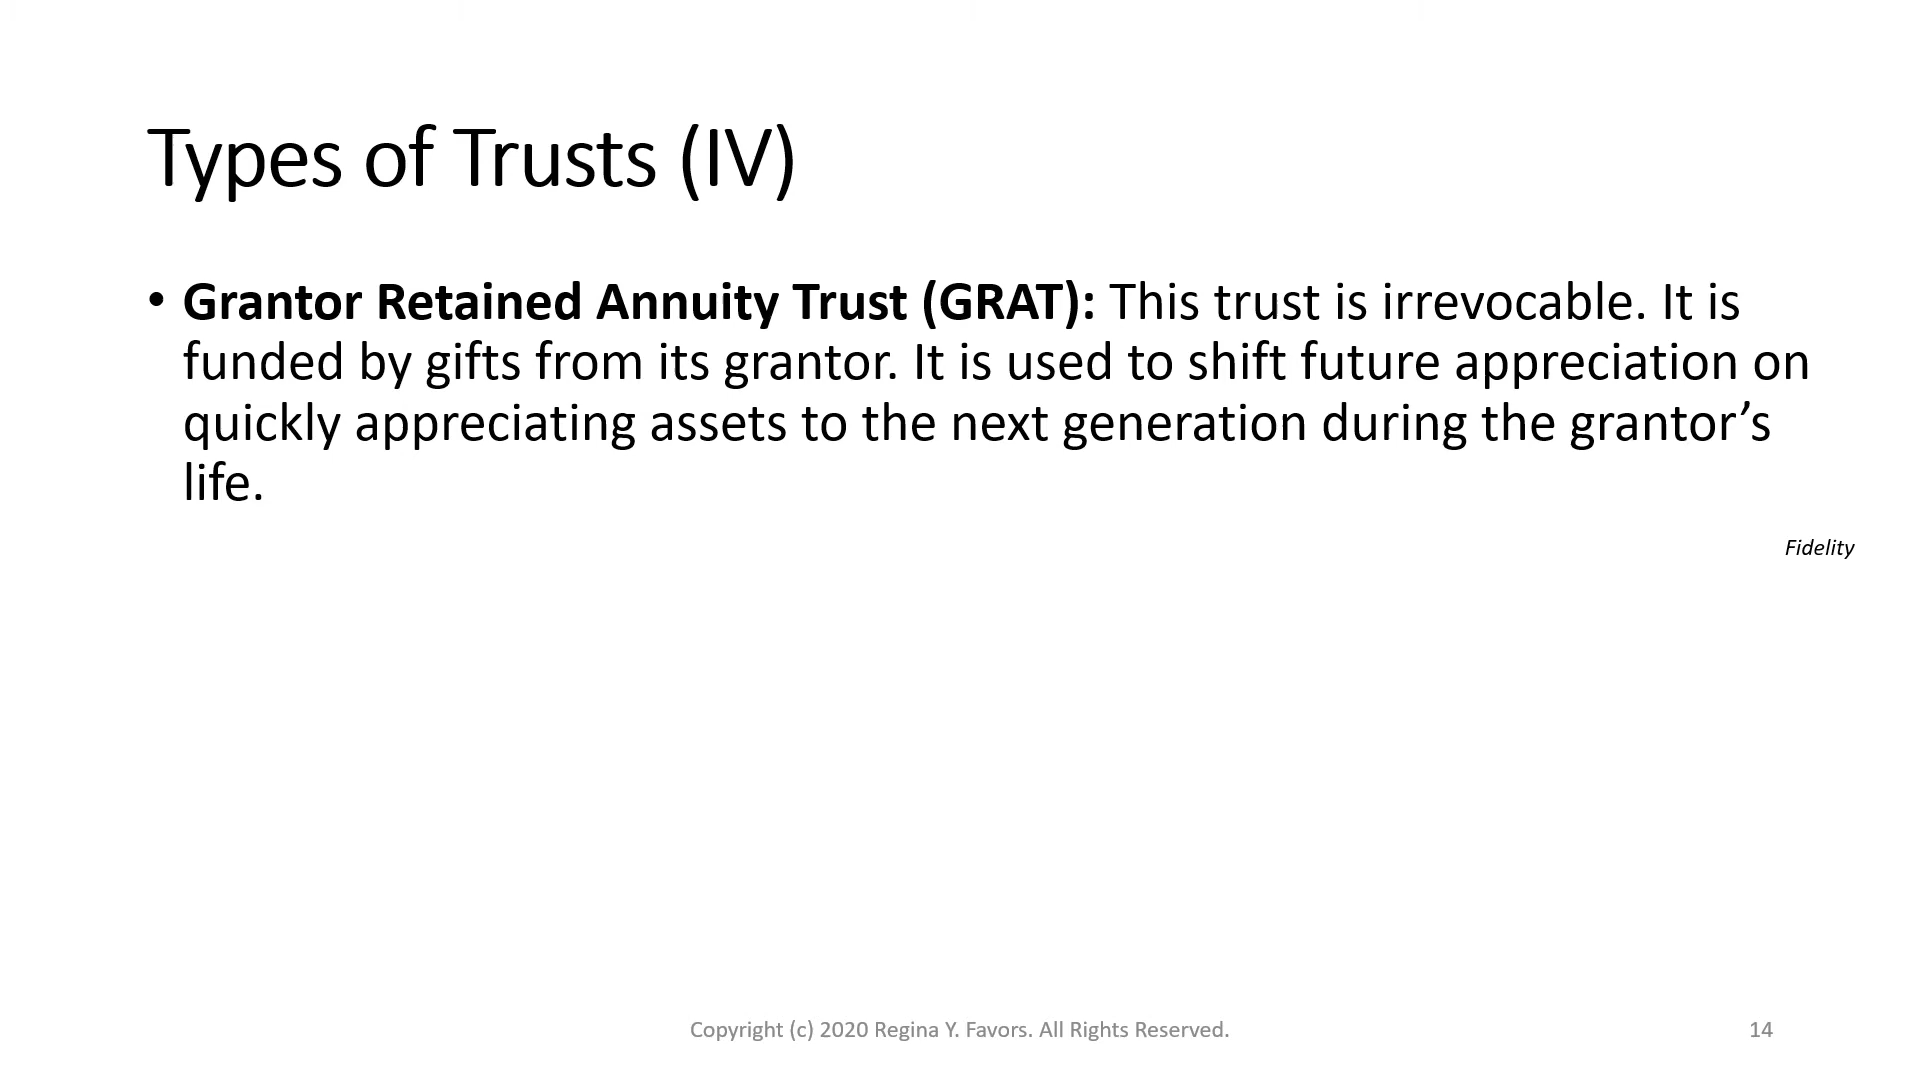 Types of Trusts (IV)
• Grantor Retained Annuity Trust (GRAT): This trust is irrevocable. It is
funded by gifts from its grantor. It is used to shift future appreciation on
quickly appreciating assets to the next generation during the grantor’s
life.
Fidelity
Copyright (c) 2020 Regina Y. Favors. All Rights Reserved.
14